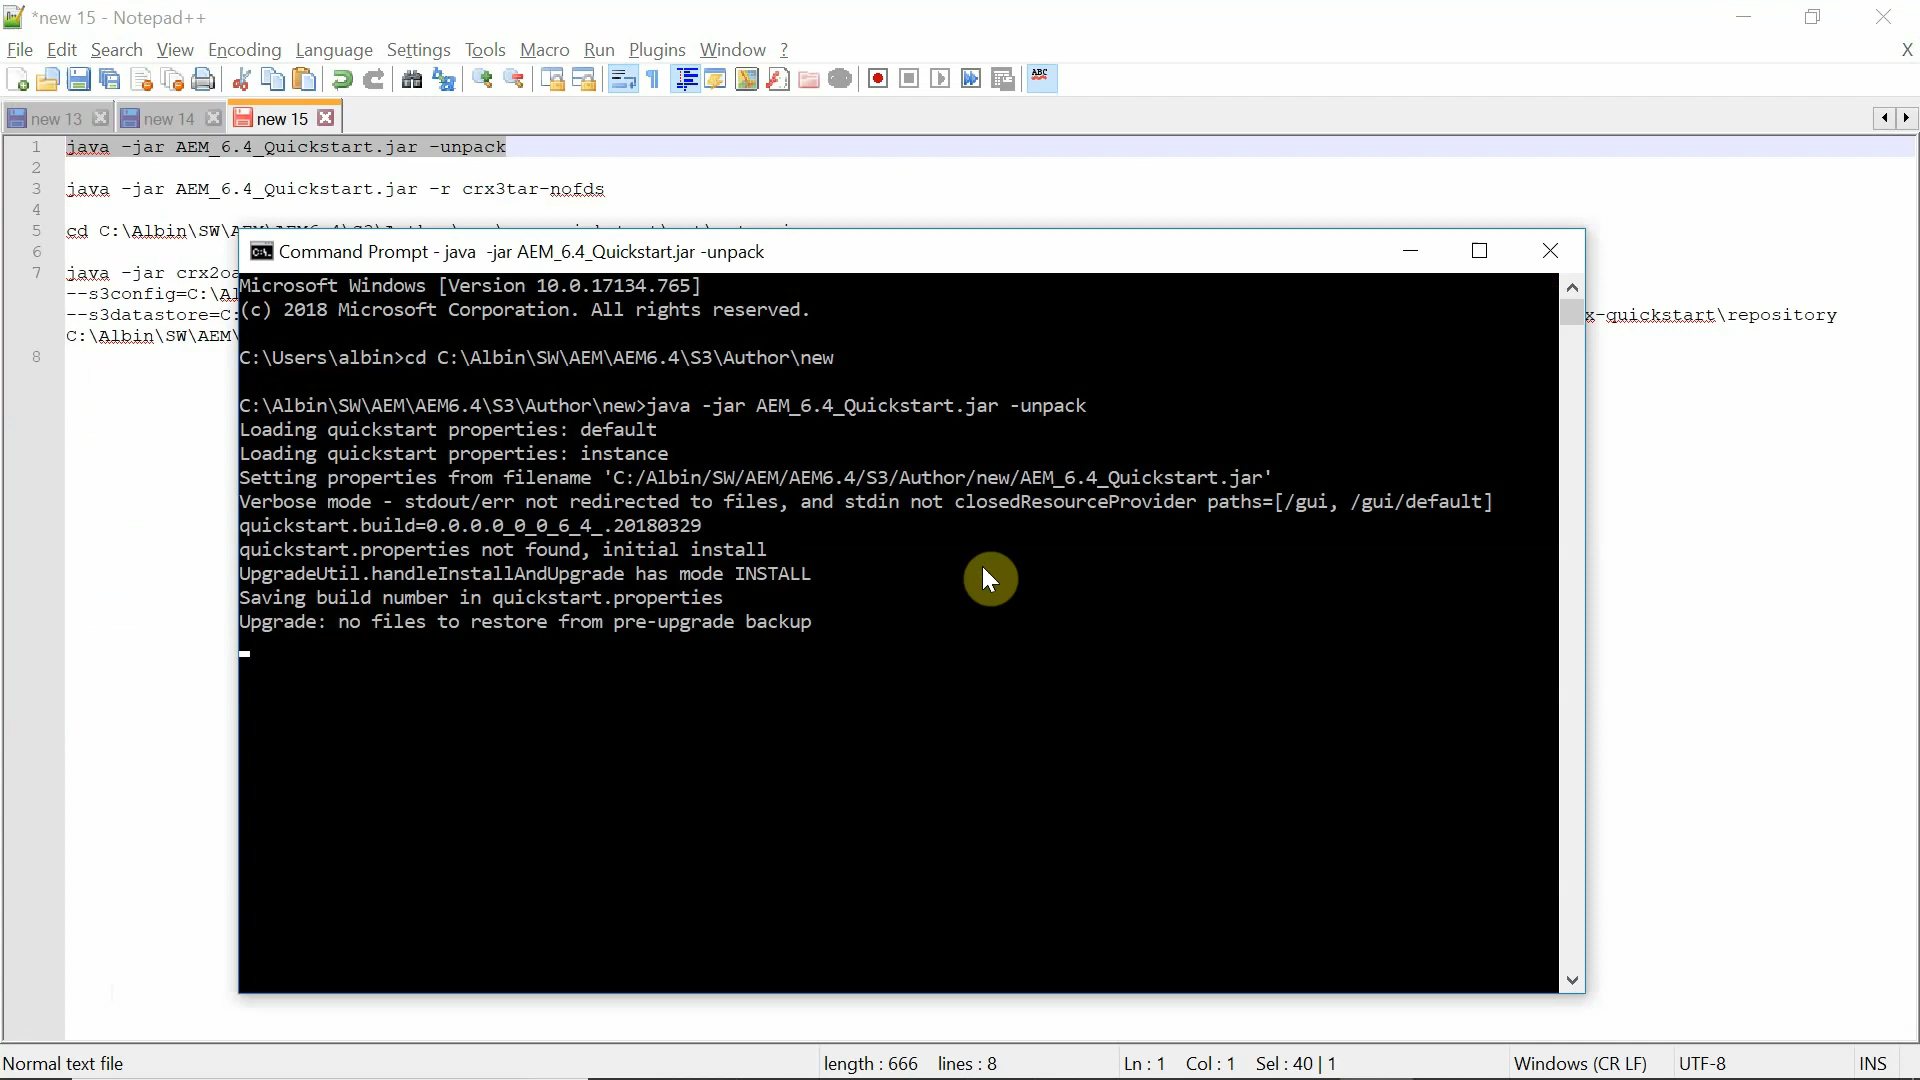 *new 15 - Notepad++
File Edit Search View Encoding Language Settings Tools Macro Run Plugins Window ? X
ABC
new 13 new 14 new 15
1 java -jar AEM_6.4_Quickstart.jar -unpack
2
3 java -jar AEM_6.4_Quickstart.jar -r crx3tar-nofds
4
5 cd C:\Albin\SW\
6
7 java -jar crx2oa
--s3config=C:\Al
--s3datastore=C: x-quickstart\repository
C:\Albin\SW\AEM\
8
Command Prompt - java -jar AEM_6.4_Quickstart.jar -unpack
Microsoft Windows [Version 10.0.17134.765]
(c) 2018 Microsoft Corporation. All rights reserved.
C:\Users\albin>cd C:\Albin\SW\AEM\AEM6.4\S3\Author\new
C:\Albin\SW\AEM\AEM6.4\S3\Author\new>java -jar AEM_6.4_Quickstart.jar -unpack
Loading quickstart properties: default
Loading quickstart properties: instance
Setting properties from filename 'C:/Albin/SW/AEM/AEM6.4/S3/Author/new/AEM_6.4_Quickstart.jar'
Verbose mode - stdout/err not redirected to files, and stdin not closedResourceProvider paths=[/gui, /gui/default]
quickstart.build=0.0.0.0_0_0_6_4_.20180329
quickstart.properties not found, initial install
UpgradeUtil.handleInstallAndUpgrade has mode INSTALL
Saving build number in quickstart.properties
Upgrade: no files to restore from pre-upgrade backup
Normal text file length : 666 lines : 8 Ln : 1 Col : 1 Sel : 40 | 1 Windows (CR LF) UTF-8 INS